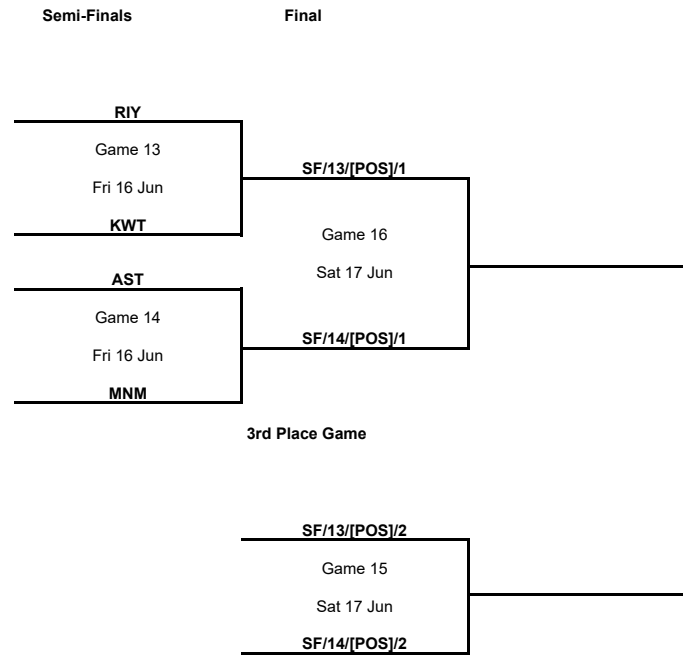 Semi-Finals
Final
RIY
Game 13
Fri 16 Jun
KWT
SF/13/[POS]/1
Game 16
Sat 17 Jun
SF/14/[POS]/1
AST
Game 14
Fri 16 Jun
MNM
3rd Place Game
SF/13/[POS]/2
Game 15
Sat 17 Jun
SF/14/[POS]/2